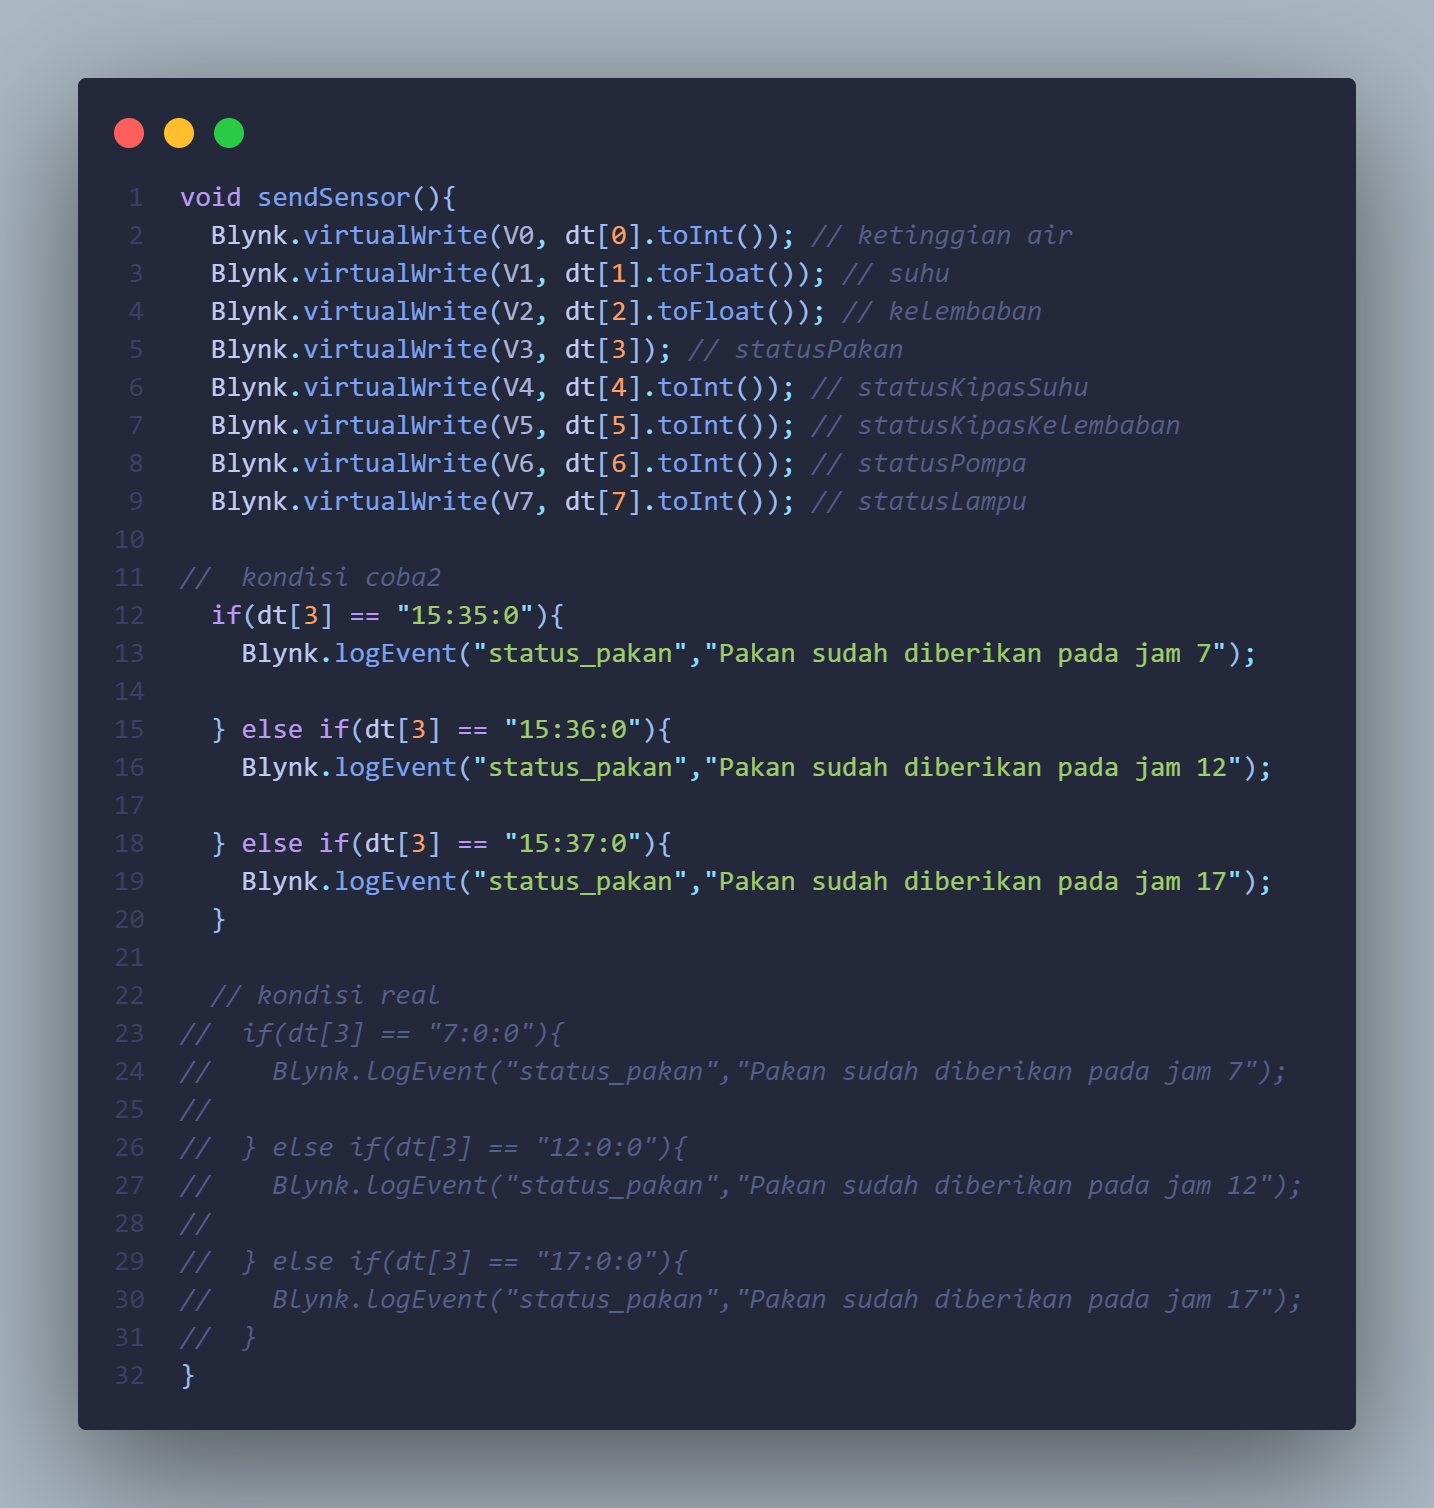 1 void sendSensor(){
2   Blynk.virtualWrite(V0, dt[0].toInt()); // ketinggian air
3   Blynk.virtualWrite(V1, dt[1].toFloat()); // suhu
4   Blynk.virtualWrite(V2, dt[2].toFloat()); // kelembaban
5   Blynk.virtualWrite(V3, dt[3]); // statusPakan
6   Blynk.virtualWrite(V4, dt[4].toInt()); // statusKipasSuhu
7   Blynk.virtualWrite(V5, dt[5].toInt()); // statusKipasKelembaban
8   Blynk.virtualWrite(V6, dt[6].toInt()); // statusPompa
9   Blynk.virtualWrite(V7, dt[7].toInt()); // statusLampu
10
11 //  kondisi coba2
12   if(dt[3] == "15:35:0"){
13     Blynk.logEvent("status_pakan","Pakan sudah diberikan pada jam 7");
14
15   } else if(dt[3] == "15:36:0"){
16     Blynk.logEvent("status_pakan","Pakan sudah diberikan pada jam 12");
17
18   } else if(dt[3] == "15:37:0"){
19     Blynk.logEvent("status_pakan","Pakan sudah diberikan pada jam 17");
20   }
21
22   // kondisi real
23 //  if(dt[3] == "7:0:0"){
24 //    Blynk.logEvent("status_pakan","Pakan sudah diberikan pada jam 7");
25 //
26 //  } else if(dt[3] == "12:0:0"){
27 //    Blynk.logEvent("status_pakan","Pakan sudah diberikan pada jam 12");
28 //
29 //  } else if(dt[3] == "17:0:0"){
30 //    Blynk.logEvent("status_pakan","Pakan sudah diberikan pada jam 17");
31 //  }
32 }